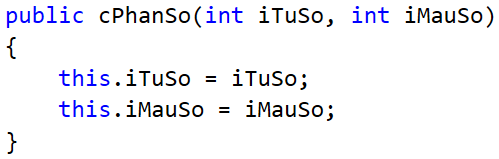 public cPhanSo(int iTuSo, int iMauSo)
{
    this.iTuSo = iTuSo;
    this.iMauSo = iMauSo;
}